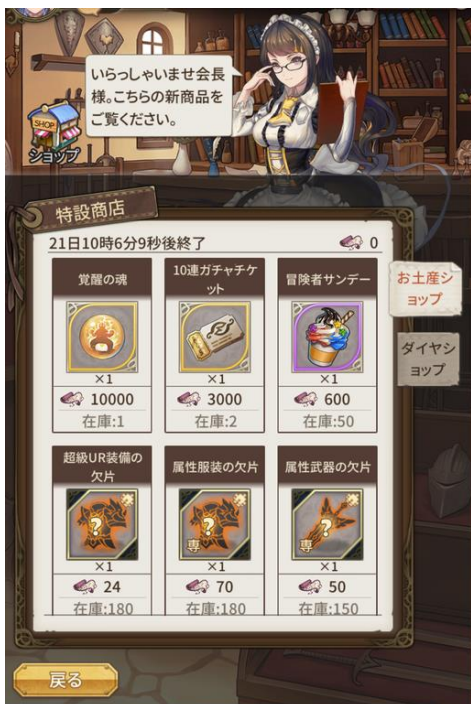 いらっしゃいませ会長
様。こちらの新商品を
ご覧ください。
SHOP
ショップ
特設商店
21日10時6分9秒後終了
0
覚醒の魂
×1
10000
在庫:1
10連ガチャチケ
ット
×1
3000
在庫:2
冒険者サンデー
×1
600
在庫:50
お土産シ
ョップ
ダイヤシ
ョップ
超級UR装備の
欠片
?
×1
24
在庫:180
属性服装の欠片
?
専
×1
70
在庫:180
属性武器の欠片
?
専
×1
50
在庫:150
戻る